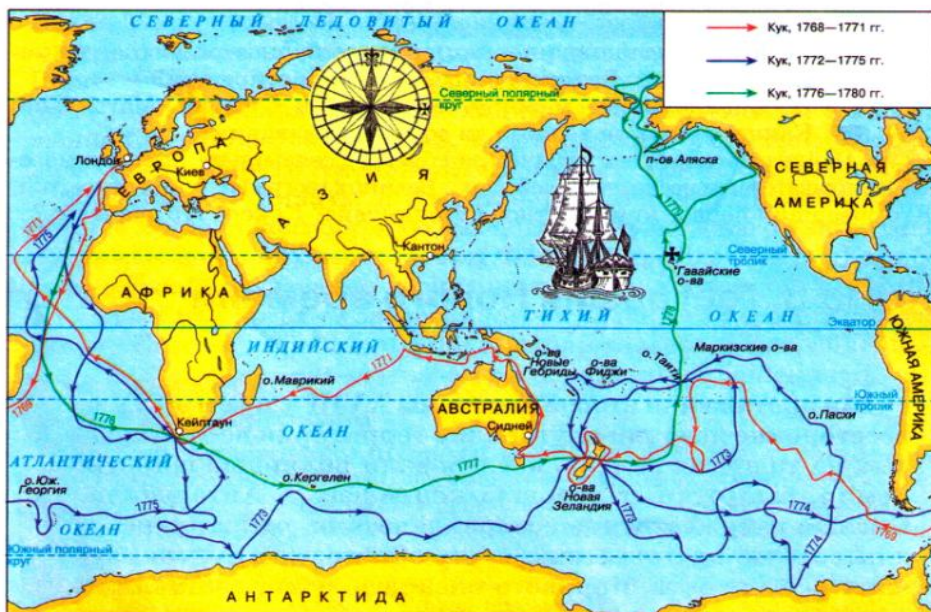 СЕВЕРНЫЙ ЛЕДОВИТЫЙ ОКЕАН
Кук, 1768—1771 гг.
Кук, 1772—1775 гг.
Кук, 1776—1780 гг.
Северный полярный
круг
Лондон
Киев
ЕВРОПА
АЗИЯ
п-ов Аляска
СЕВЕРНАЯ
АМЕРИКА
1771
1775
1779
Кантон
Северный
тропик
Гавайские
о-ва
АФРИКА
ТИХИЙ ОКЕАН
1778
Экватор
ИНДИЙСКИЙ
ОКЕАН
1771
о-ва
Новые
Гебриды
о-ва
Фиджи
о. Таити
Маркизские о-ва
ЮЖНАЯ АМЕРИКА
о.Маврикий
1769
1776
АВСТРАЛИЯ
Сидней
Южный
тропик
о.Пасхи
Кейптаун
АТЛАНТИЧЕСКИЙ
ОКЕАН
о.Юж.
Георгия
о.Кергелен
1777
1773
о-ва
Новая
Зеландия
1775
1773
1773
1774
1774
1769
Южный полярный
круг
АНТАРКТИДА